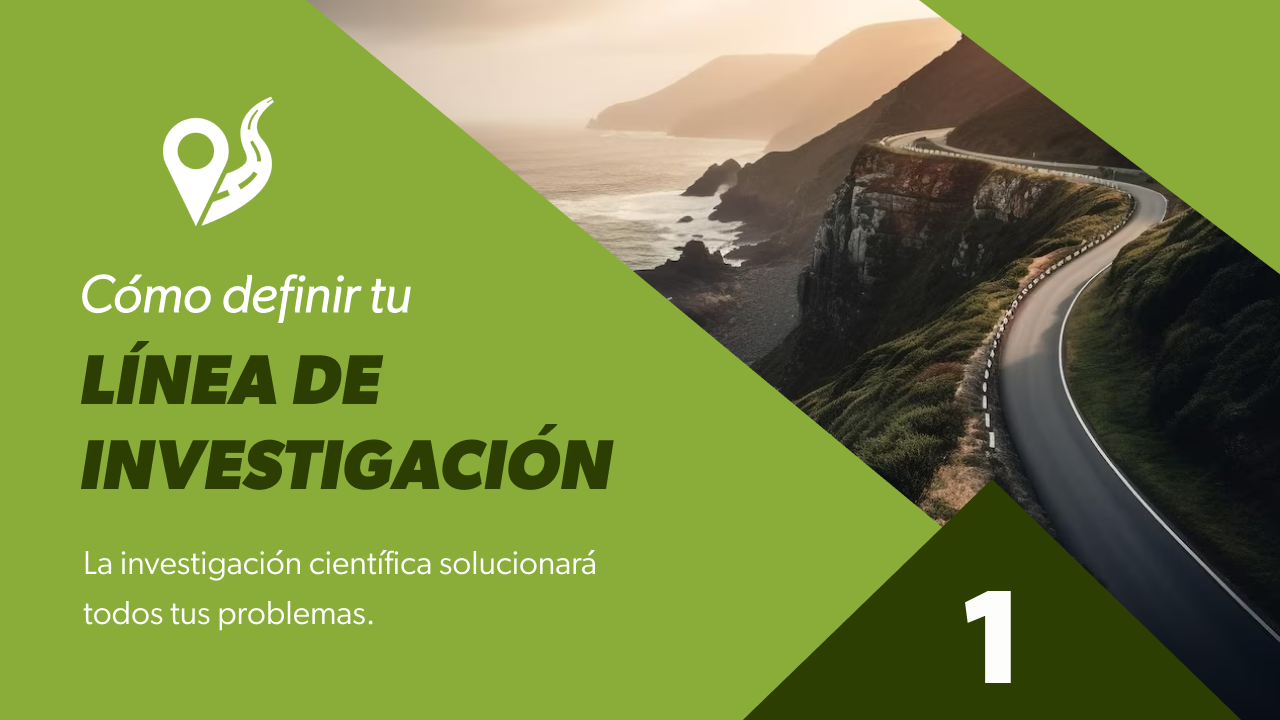 Cómo definir tu
LÍNEA DE
INVESTIGACIÓN
La investigación científica solucionará
todos tus problemas.
1